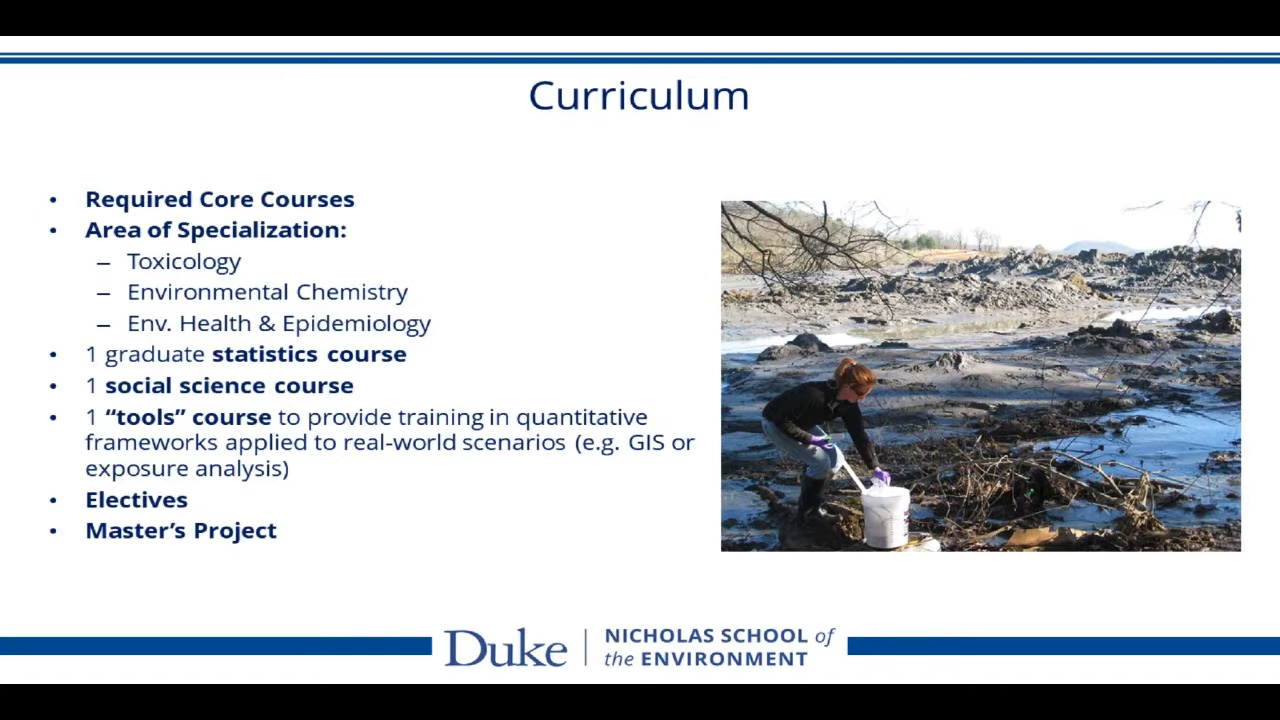 Curriculum
• Required Core Courses
• Area of Specialization:
– Toxicology
– Environmental Chemistry
– Env. Health & Epidemiology
• 1 graduate statistics course
• 1 social science course
• 1 “tools” course to provide training in quantitative
frameworks applied to real-world scenarios (e.g. GIS or
exposure analysis)
• Electives
• Master’s Project
Duke
NICHOLAS SCHOOL of
the ENVIRONMENT